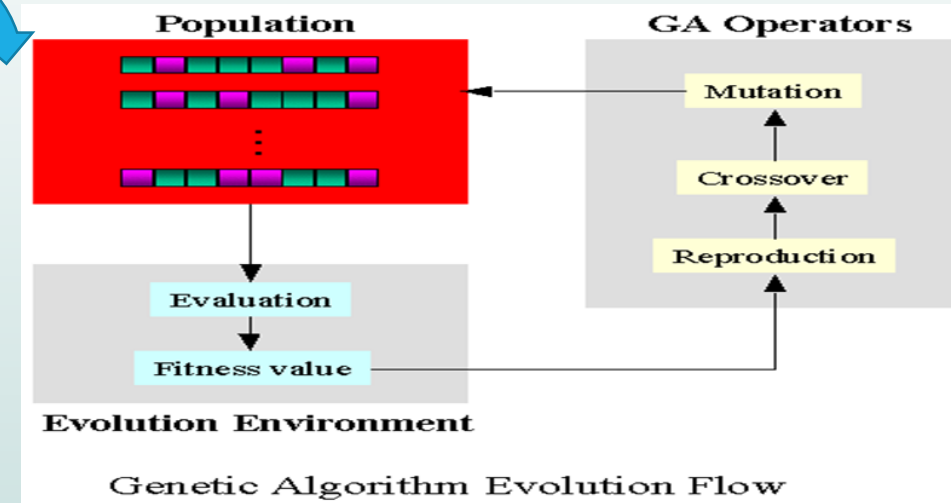 Population
GA Operators
Mutation
Crossover
Reproduction
Evaluation
Fitness value
Evolution Environment
Genetic Algorithm Evolution Flow